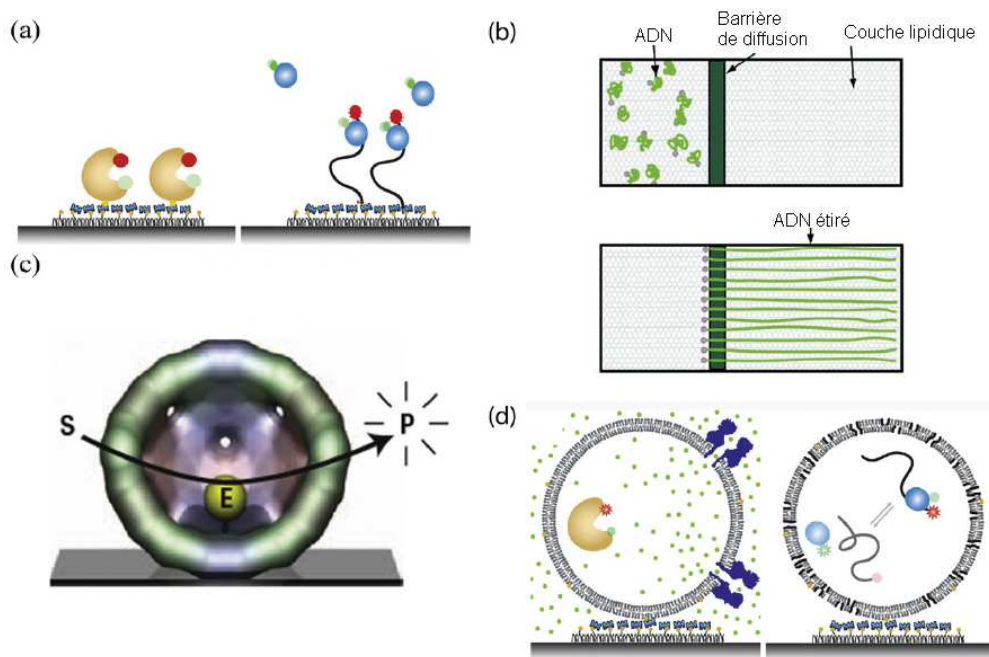 (a)
(b)
ADN
Barrière
de diffusion
Couche lipidique
ADN étiré
(c)
S
E
P
(d)